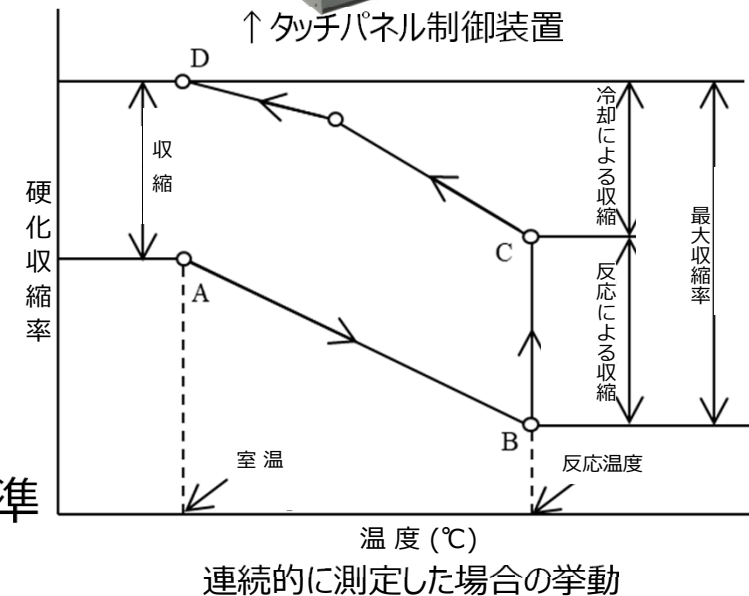 ↑タッチパネル制御装置
D
収縮
冷却による収縮
硬化収縮率
最大収縮率
C
A
反応による収縮
B
室温
反応温度
準
温度(℃)
連続的に測定した場合の挙動